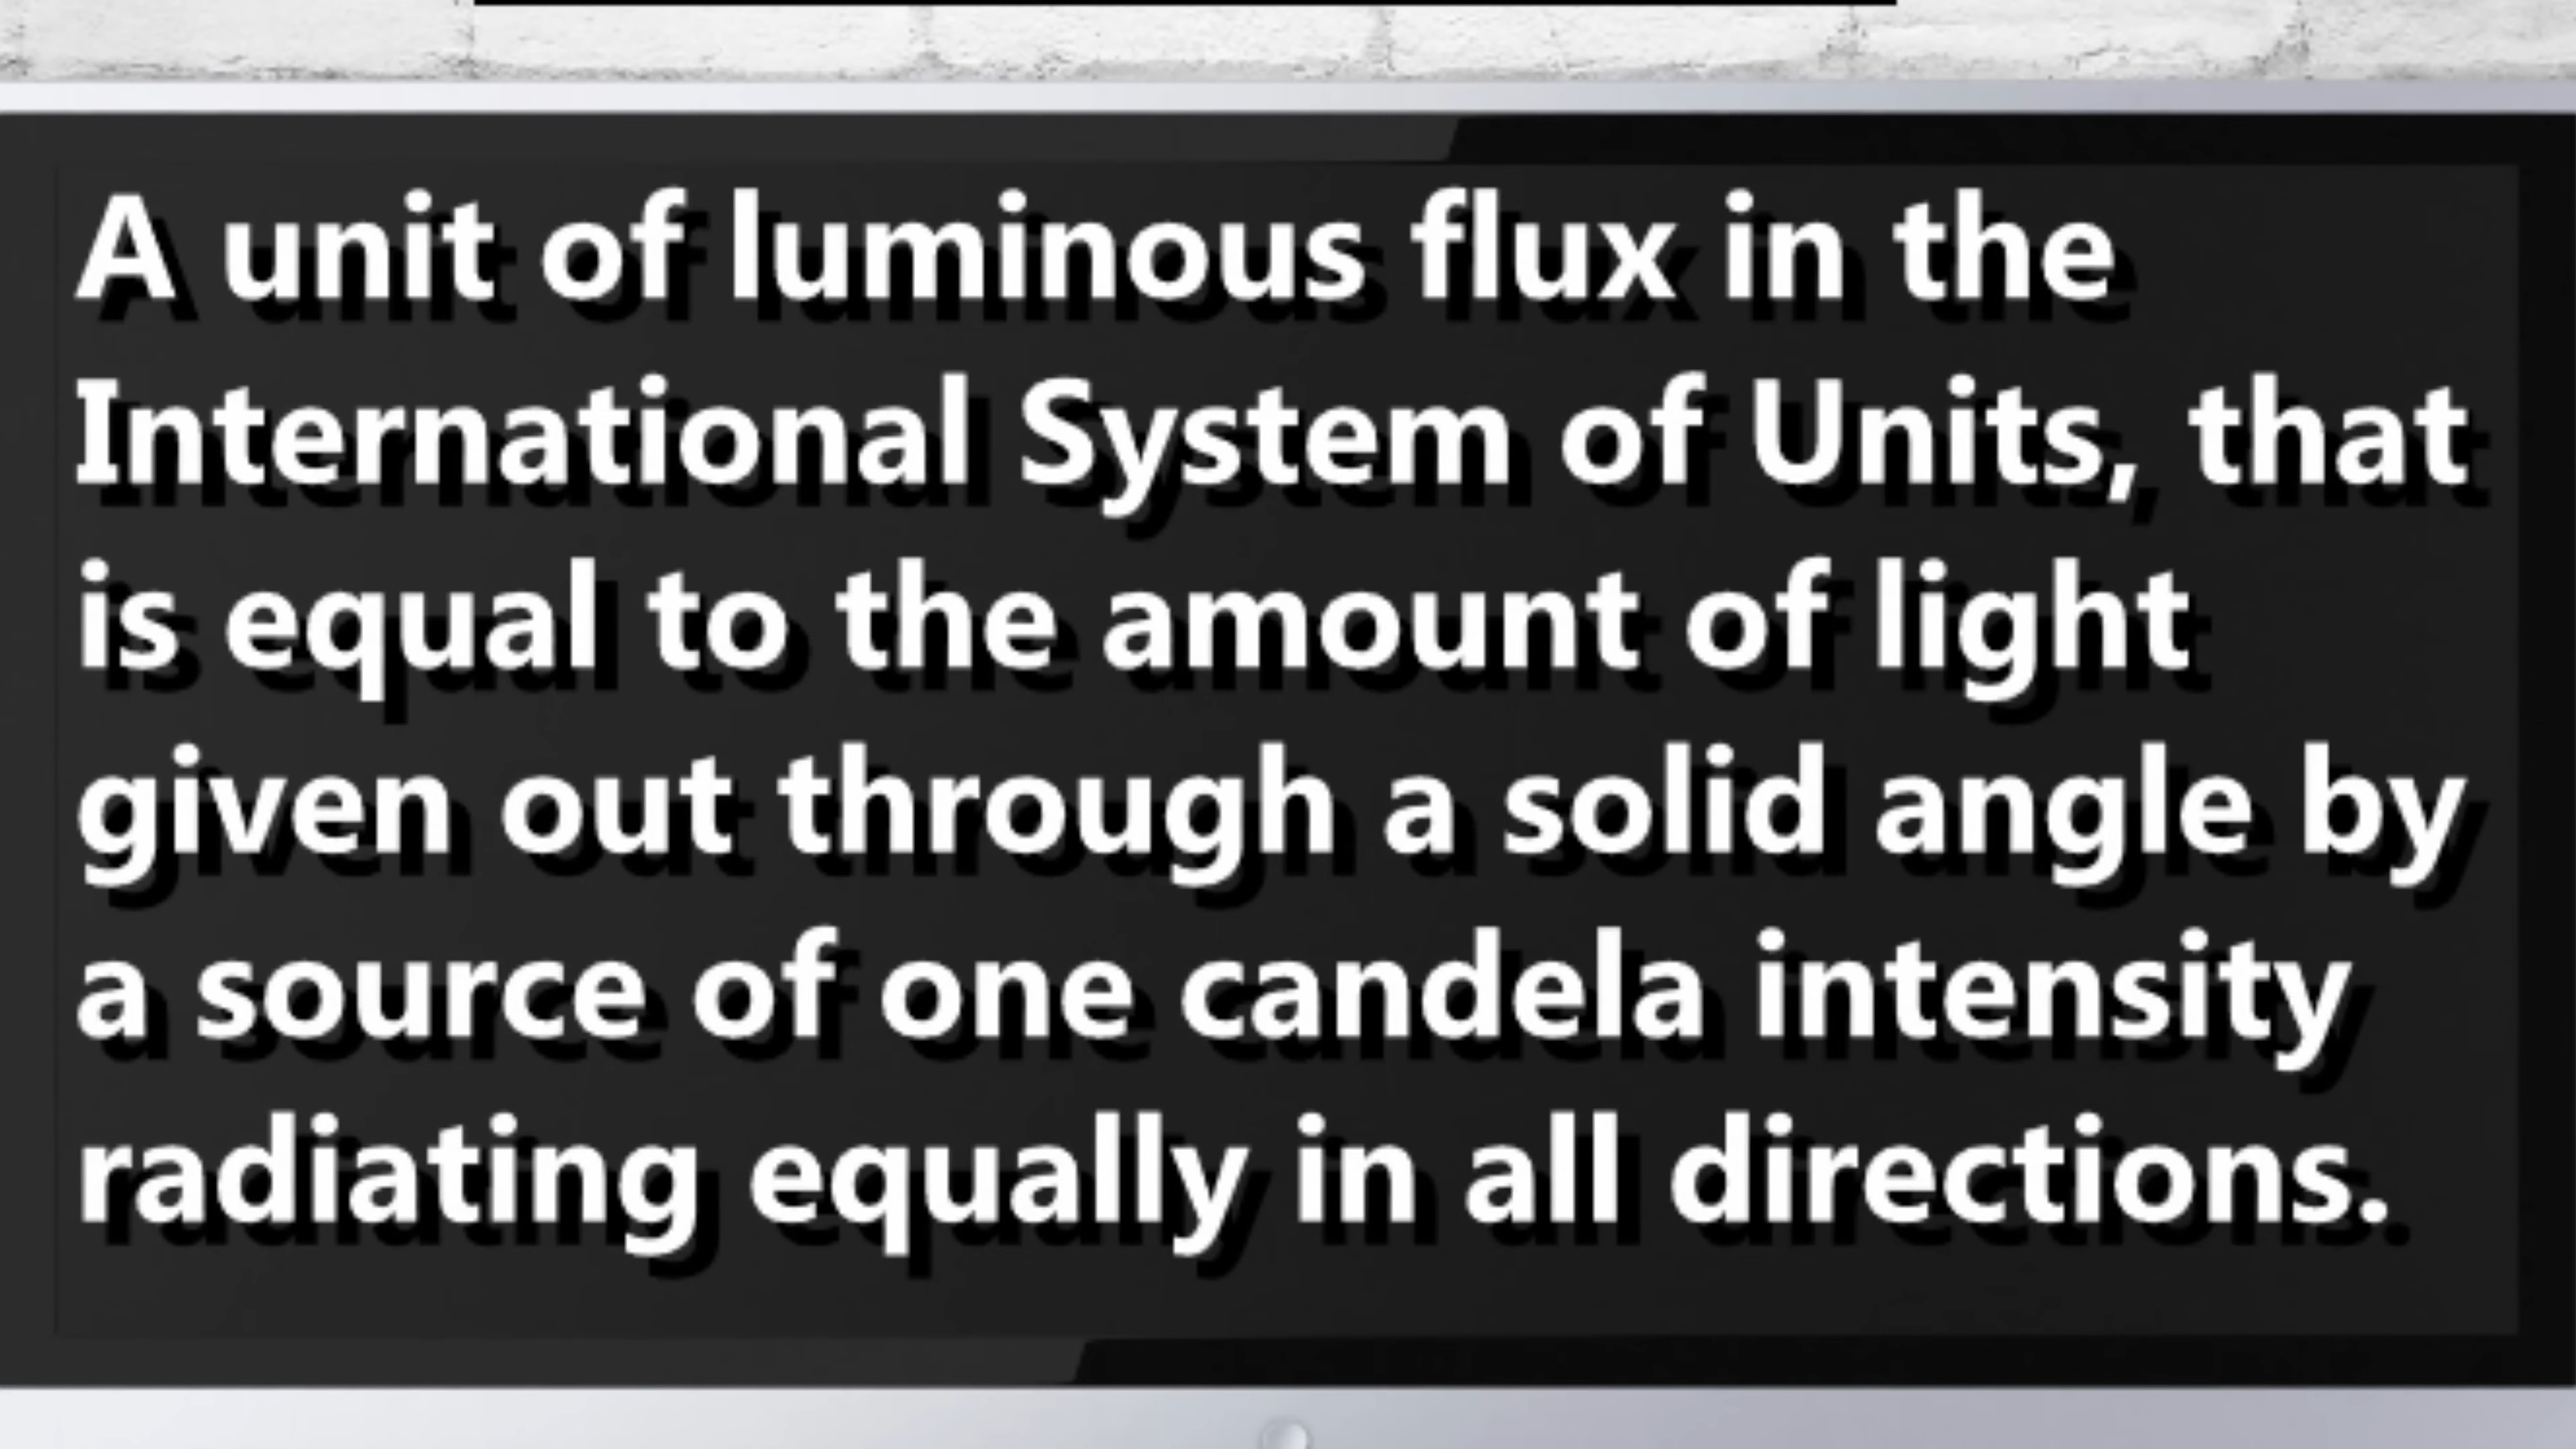 A unit of luminous flux in the
International System of Units, that
is equal to the amount of light
given out through a solid angle by
a source of one candela intensity
radiating equally in all directions.